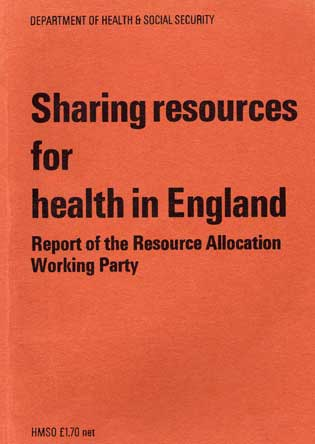 DEPARTMENT OF HEALTH & SOCIAL SECURITY
Sharing resources
for
health in England
Report of the Resource Allocation
Working Party
HMSO £1.70 net